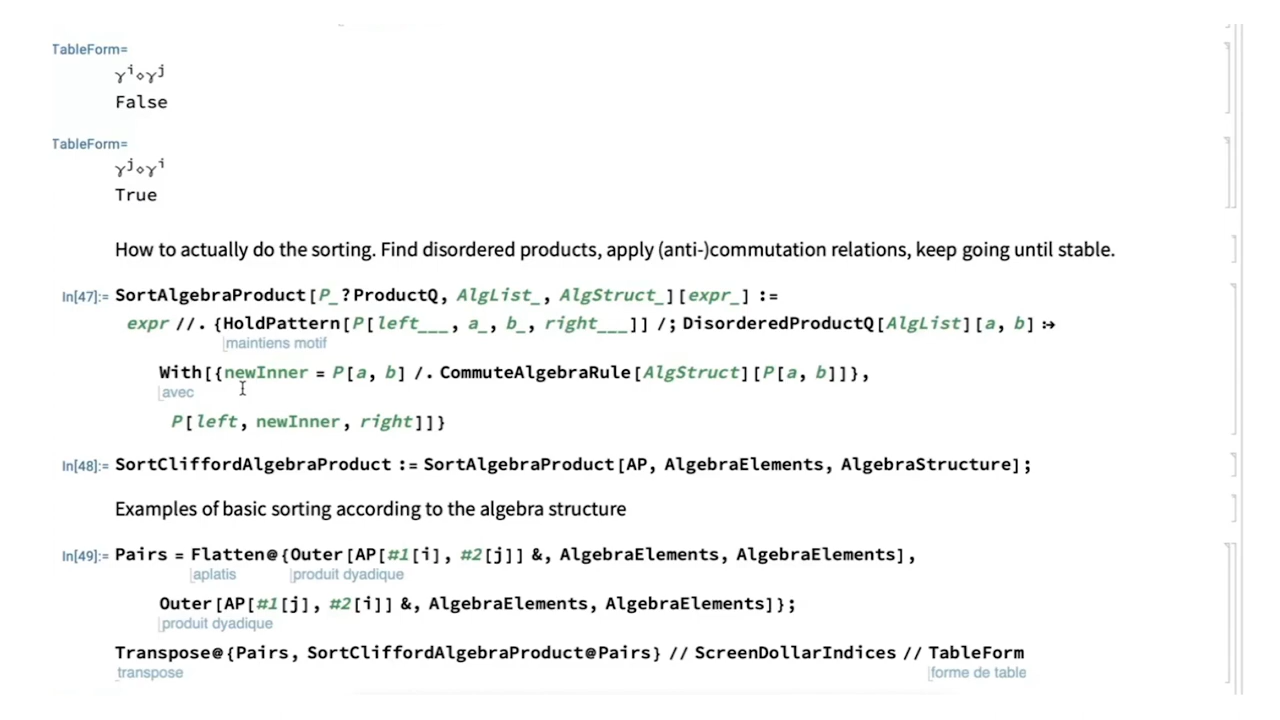 TableForm=
γⁱ⋄γʲ
False
TableForm=
γʲ⋄γⁱ
True
How to actually do the sorting. Find disordered products, apply (anti-)commutation relations, keep going until stable.
In[47]:= SortAlgebraProduct[P_?ProductQ, AlgList_, AlgStruct_][expr_] :=
expr //. {HoldPattern[P[left___, a_, b_, right___]] /; DisorderedProductQ[AlgList][a, b] :→
maintiens motif
With[{newInner = P[a, b] /. CommuteAlgebraRule[AlgStruct][P[a, b]]},
avec
P[left, newInner, right]]}
In[48]:= SortCliffordAlgebraProduct := SortAlgebraProduct[AP, AlgebraElements, AlgebraStructure];
Examples of basic sorting according to the algebra structure
In[49]:= Pairs = Flatten@{Outer[AP[#1[i], #2[j]] &, AlgebraElements, AlgebraElements],
aplatis produit dyadique
Outer[AP[#1[j], #2[i]] &, AlgebraElements, AlgebraElements]};
produit dyadique
Transpose@{Pairs, SortCliffordAlgebraProduct@Pairs} // ScreenDollarIndices // TableForm
transpose forme de table